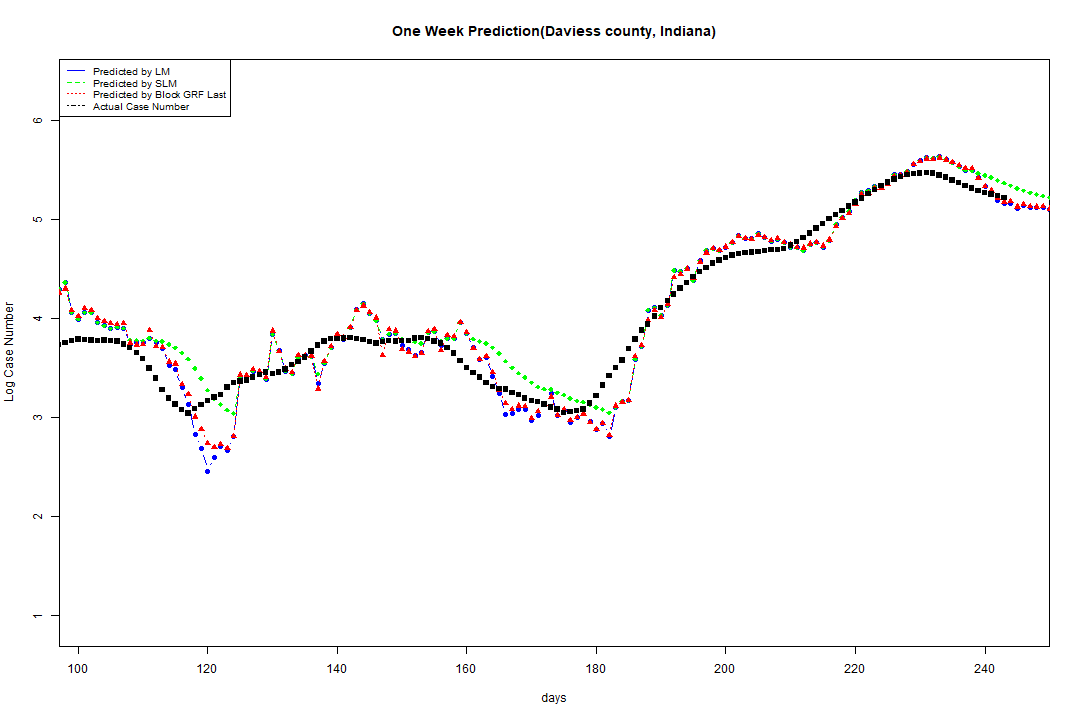 One Week Prediction(Daviess county, Indiana)
Predicted by LM
Predicted by SLM
Predicted by Block GRF Last
Actual Case Number
6
5
4
3
2
1
Log Case Number
100 120 140 160 180 200 220 240
days